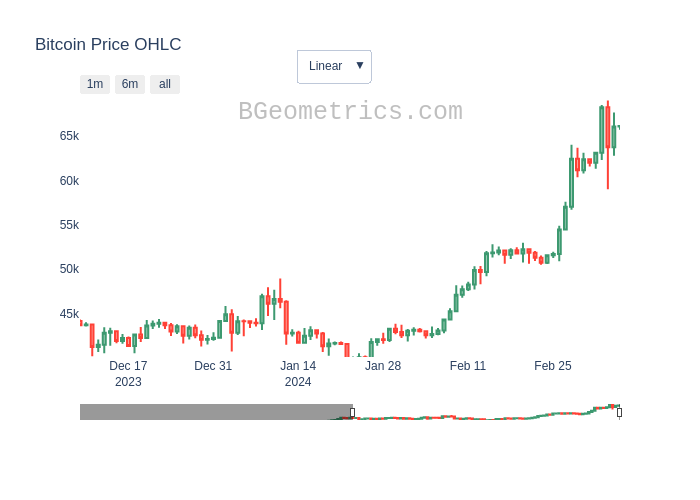 Bitcoin Price OHLC
Linear ▼
1m 6m all
BGeometrics.com
65k
60k
55k
50k
45k
Dec 17 Dec 31 Jan 14 Jan 28 Feb 11 Feb 25
2023 2024